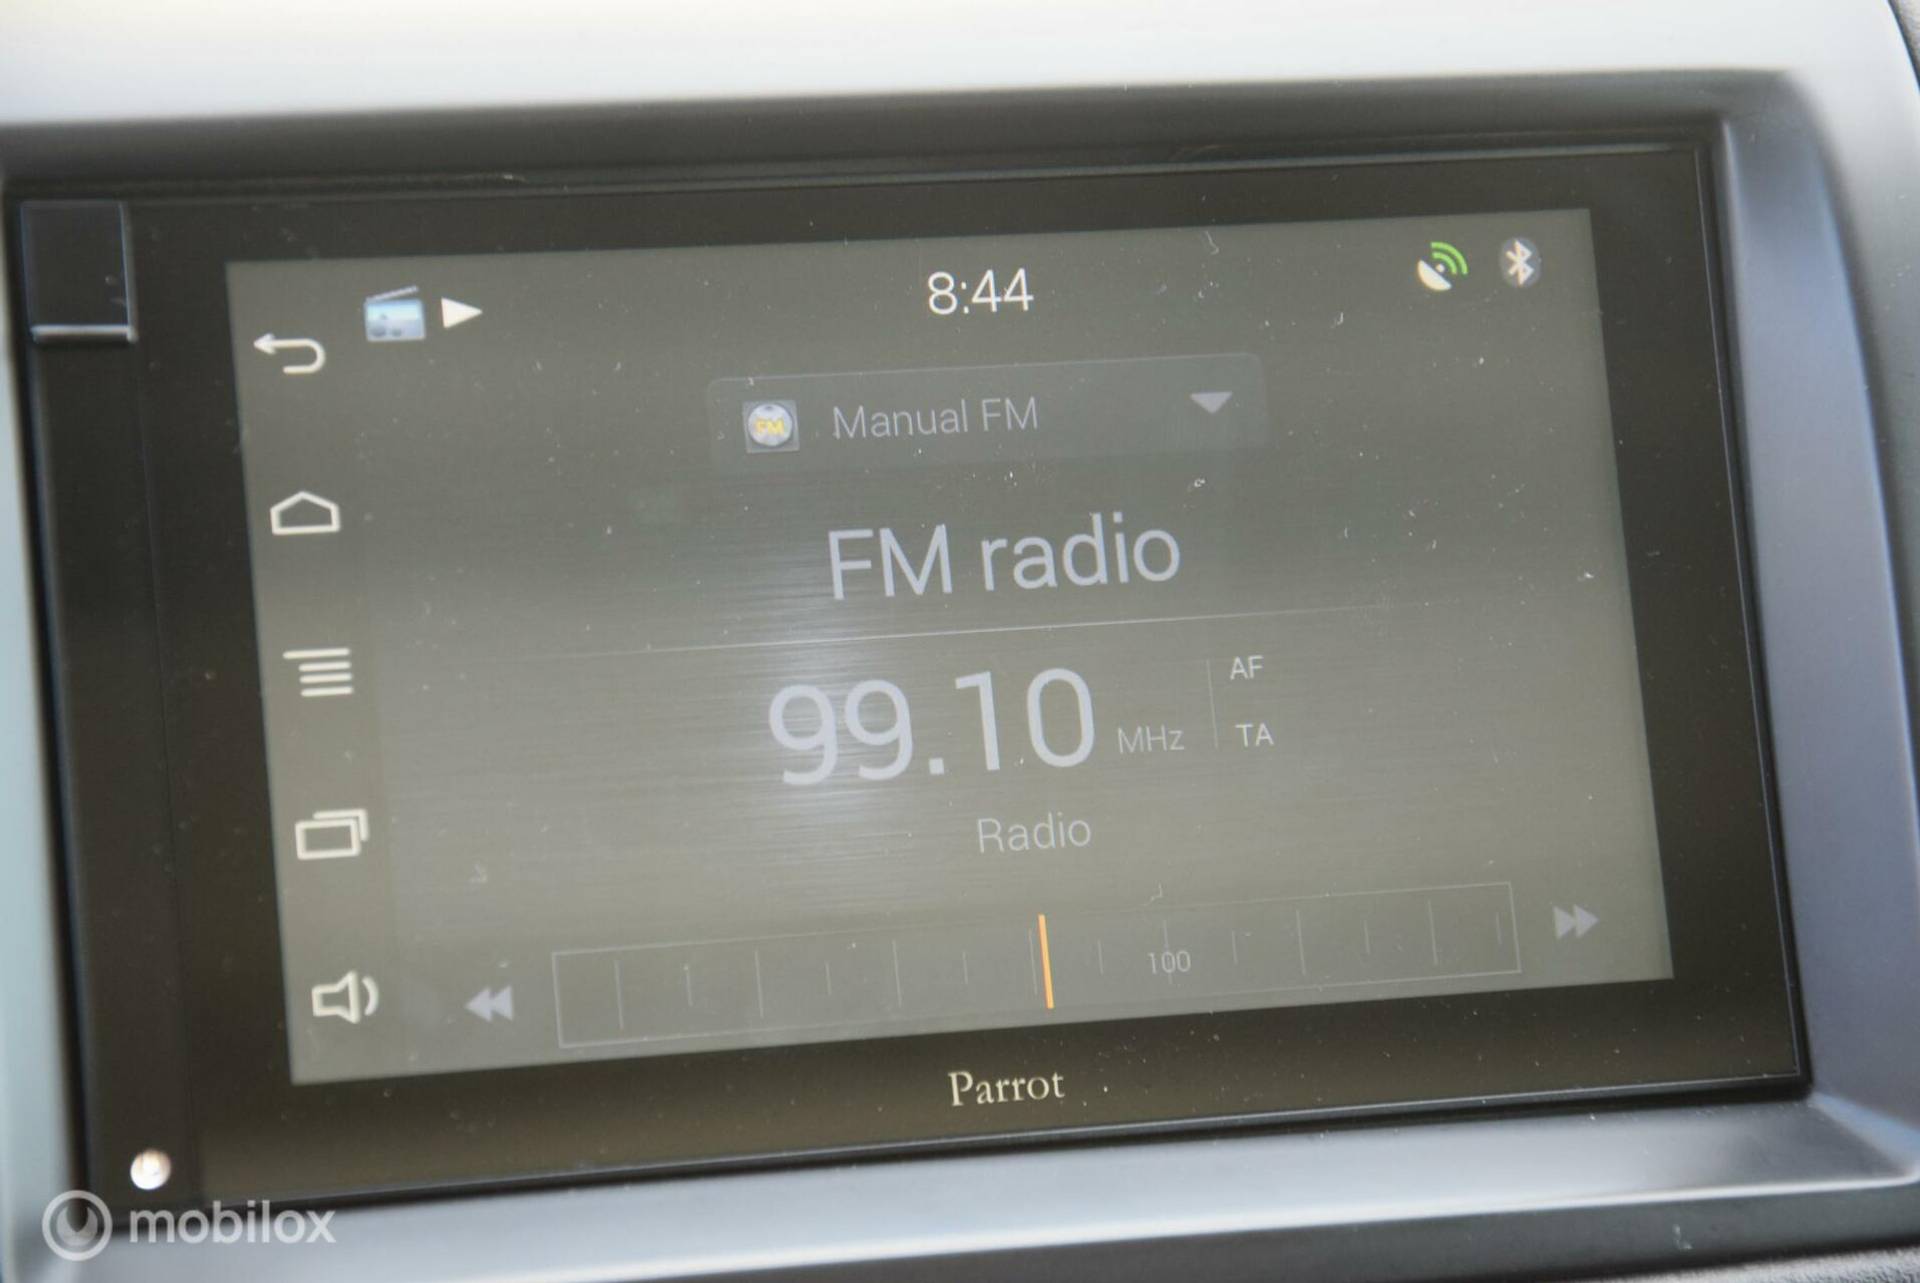 8:44
FM
Manual FM
FM radio
99.10 MHz
AF
TA
Radio
100
Parrot
mobilox